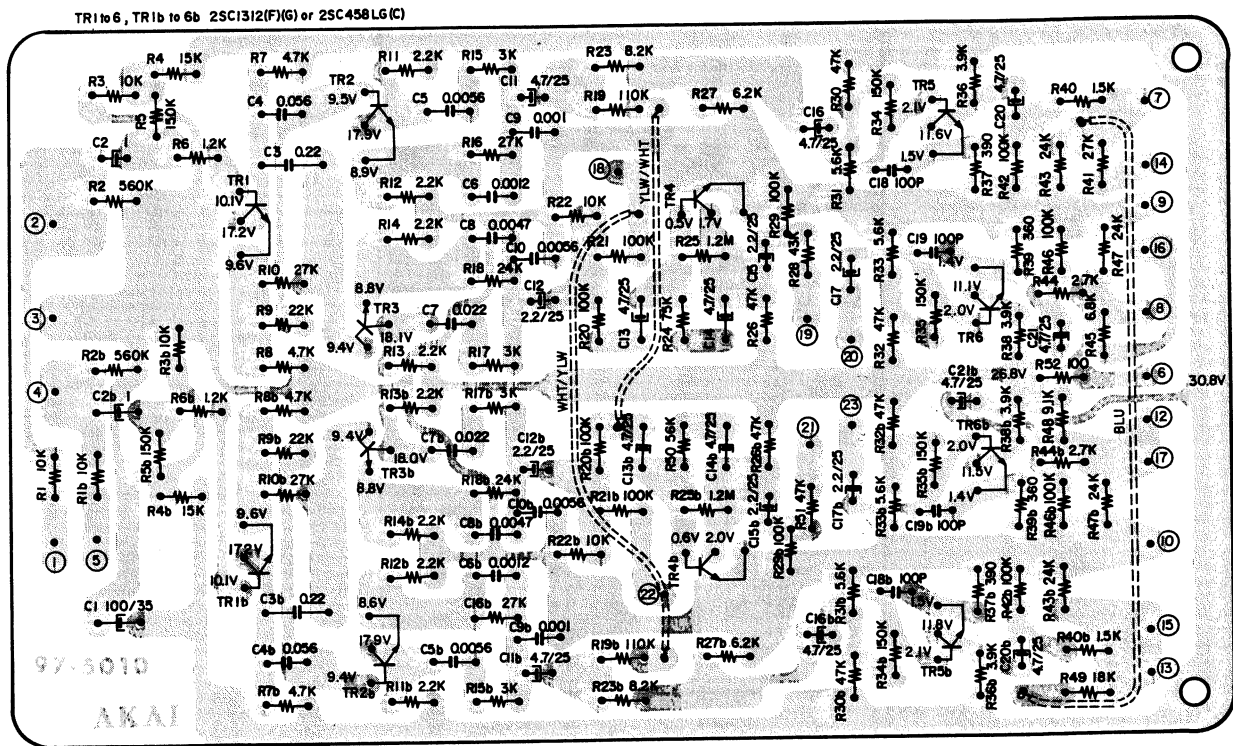 TR1 to 6, TR1b to 6b 2SC1312(F)(G) or 2SC458LG(C)
R4 15K
R7 4.7K
R11 2.2K
R15 3K
R23 8.2K
R3 10K
R5 150K
C4 0.056
TR2
9.5V
17.9V
8.9V
C5 0.0056
C11 4.7/25
C9 0.001
R19 110K
R27 6.2K
C16 4.7/25
R30 47K
R34 150K
TR5
2.1V
11.6V
1.5V
R36 3.9K
C20 4.7/25
R40 1.5K
7
C2 1
R6 1.2K
C3 0.22
R16 27K
18
YLW/WHT
R31 5.6K
C18 100P
R37 390
R42 100K
R43 24K
R41 27K
14
R2 560K
TR1
10.1V
17.2V
9.6V
R12 2.2K
C6 0.0012
R22 10K
TR4
0.5V 1.7V
R29 100K
9
2
R14 2.2K
C8 0.0047
C10 0.0056
R21 100K
R25 1.2M
C15 2.2/25
R28 43K
C17 2.2/25
R33 5.6K
C19 100P
1.4V
R39 360
R46 100K
R47 24K
16
R10 27K
R18 24K
C12 2.2/25
R44 2.7K
11.1V
2.0V
TR6
R35 150K
8.8V
TR3
9.4V
18.1V
C7 0.022
R20 100K
C13 4.7/25
R24 75K
C14 4.7/25
R26 47K
19
20
R32 47K
R38 3.9K
C21 4.7/25
R45 6.8K
8
3
R9 22K
R3b 10K
R8 4.7K
R13 2.2K
R17 3K
WHT/YLW
26.8V
R52 100
6
30.8V
R2b 560K
4
C2b 1
R6b 1.2K
R8b 4.7K
R13b 2.2K
R17b 3K
C21b 4.7/25
23
21
R32b 47K
R38b 3.9K
R48 9.1K
BLU
12
R5b 150K
R9b 22K
9.4V
18.0V
TR3b
8.8V
C7b 0.022
C12b 2.2/25
R20b 100K
C13b 4.7/25
R50 56K
C14b 4.7/25
R26b 47K
TR6b
2.0V
11.3V
1.4V
R44b 2.7K
17
R1 10K
R1b 10K
R10b 27K
R18b 24K
R4b 15K
C10b 0.0056
R21b 100K
R25b 1.2M
C15b 2.2/25
R51 47K
C17b 2.2/25
R33b 5.6K
R35b 150K
C19b 100P
R39b 360
R46b 100K
R47b 24K
9.6V
17.2V
10.1V
TR1b
R14b 2.2K
C8b 0.0047
R22b 10K
0.6V 2.0V
TR4b
R29b 100K
10
1
5
R12b 2.2K
C6b 0.0012
22
R31b 5.6K
C18b 100P
1.5V
R37b 390
R42b 100K
R43b 24K
C1 100/35
C3b 0.22
8.6V
17.9V
9.4V
TR2b
C16b 27K
C9b 0.001
C16b 4.7/25
11.8V
2.1V
TR5b
15
C4b 0.056
C5b 0.0056
C11b 4.7/25
R19b 110K
R27b 6.2K
R34b 150K
R36b 3.9K
C20b 4.7/25
R40b 1.5K
13
97-5010
AKAI
R7b 4.7K
R11b 2.2K
R15b 3K
R23b 8.2K
R30b 47K
R49 18K